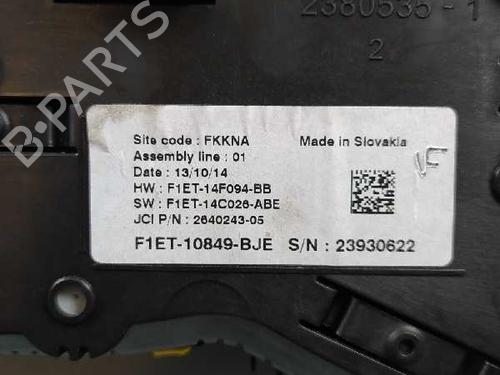 2380535-1
2
Site code : FKKNA Made in Slovakia
Assembly line : 01
Date : 13/10/14
HW : F1ET-14F094-BB
SW : F1ET-14C026-ABE
JCI P/N : 2640243-05
F1ET-10849-BJE S/N : 23930622
BPARTS